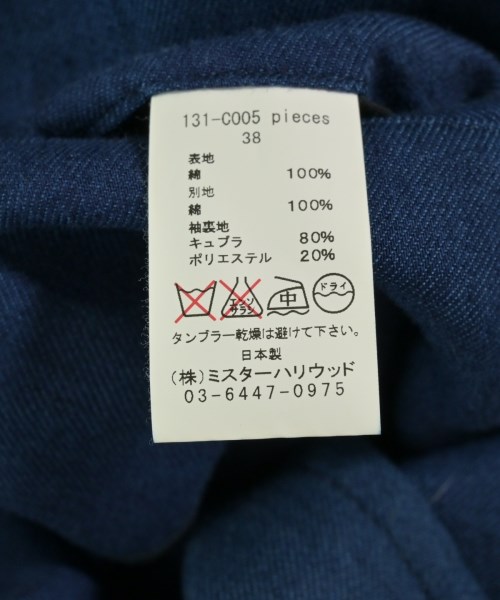 131-C005 pieces
38
表地
綿 100%
別地
綿 100%
袖裏地
キュプラ 80%
ポリエステル 20%
エンソ
サラシ
中
ドライ
タンブラー乾燥は避けて下さい。
日本製
(株)ミスターハリウッド
03-6447-0975